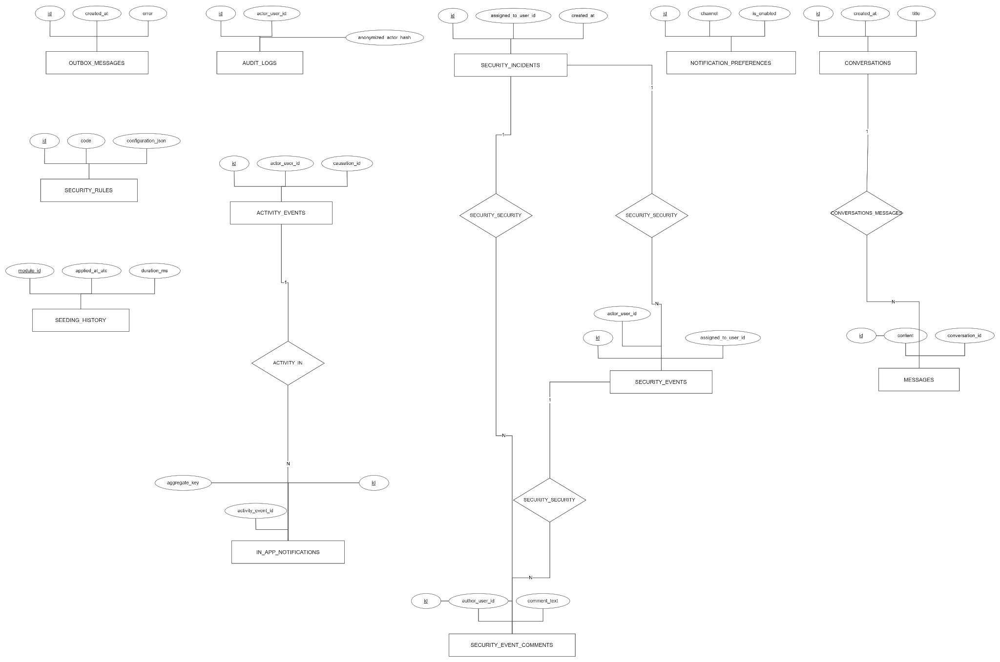 id
created_at
error
id
actor_user_id
id
assigned_to_user_id
created_at
id
channel
is_enabled
id
created_at
title
anonymized_actor_hash
OUTBOX_MESSAGES
AUDIT_LOGS
SECURITY_INCIDENTS
NOTIFICATION_PREFERENCES
CONVERSATIONS
1
1
1
id
code
configuration_json
id
actor_user_id
causation_id
SECURITY_RULES
ACTIVITY_EVENTS
SECURITY_SECURITY
SECURITY_SECURITY
CONVERSATIONS_MESSAGES
module_id
applied_at_utc
duration_ms
1
N
N
SEEDING_HISTORY
actor_user_id
id
assigned_to_user_id
id
content
conversation_id
ACTIVITY_IN
SECURITY_EVENTS
MESSAGES
1
N
N
aggregate_key
id
SECURITY_SECURITY
activity_event_id
IN_APP_NOTIFICATIONS
N
id
author_user_id
comment_text
SECURITY_EVENT_COMMENTS